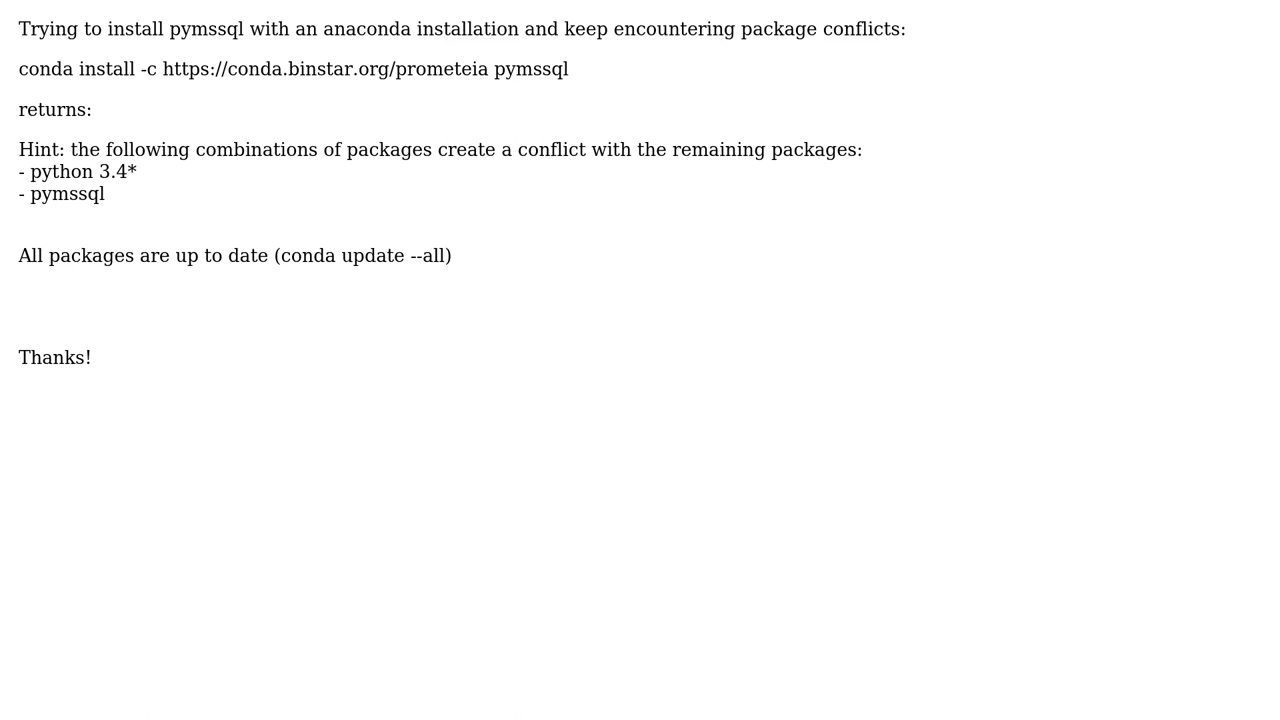 Trying to install pymssql with an anaconda installation and keep encountering package conflicts:
conda install -c https://conda.binstar.org/prometeia pymssql
returns:
Hint: the following combinations of packages create a conflict with the remaining packages:
- python 3.4*
- pymssql
All packages are up to date (conda update --all)
Thanks!